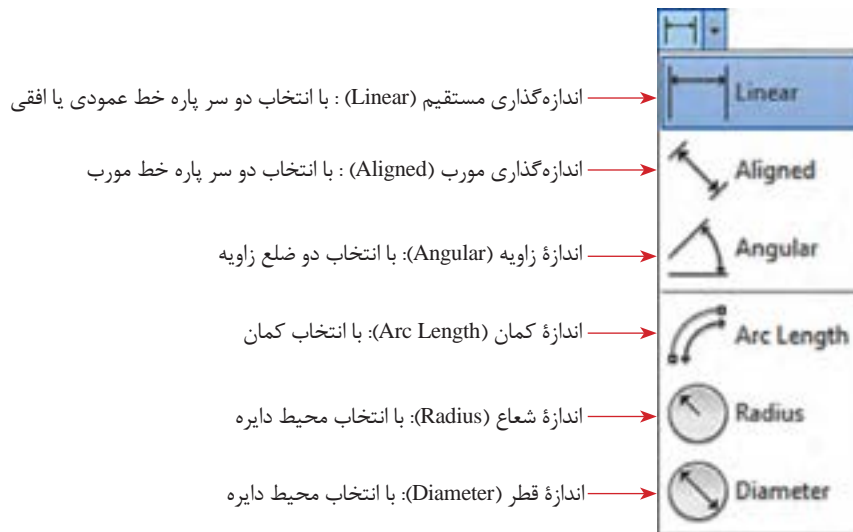 اندازه‌گذاری مستقیم (Linear) : با انتخاب دو سر پاره خط عمودی یا افقی
Linear
اندازه‌گذاری مورب (Aligned) : با انتخاب دو سر پاره خط مورب
Aligned
اندازهٔ زاویه (Angular): با انتخاب دو ضلع زاویه
Angular
اندازهٔ کمان (Arc Length): با انتخاب کمان
Arc Length
اندازهٔ شعاع (Radius): با انتخاب محیط دایره
Radius
اندازهٔ قطر (Diameter): با انتخاب محیط دایره
Diameter